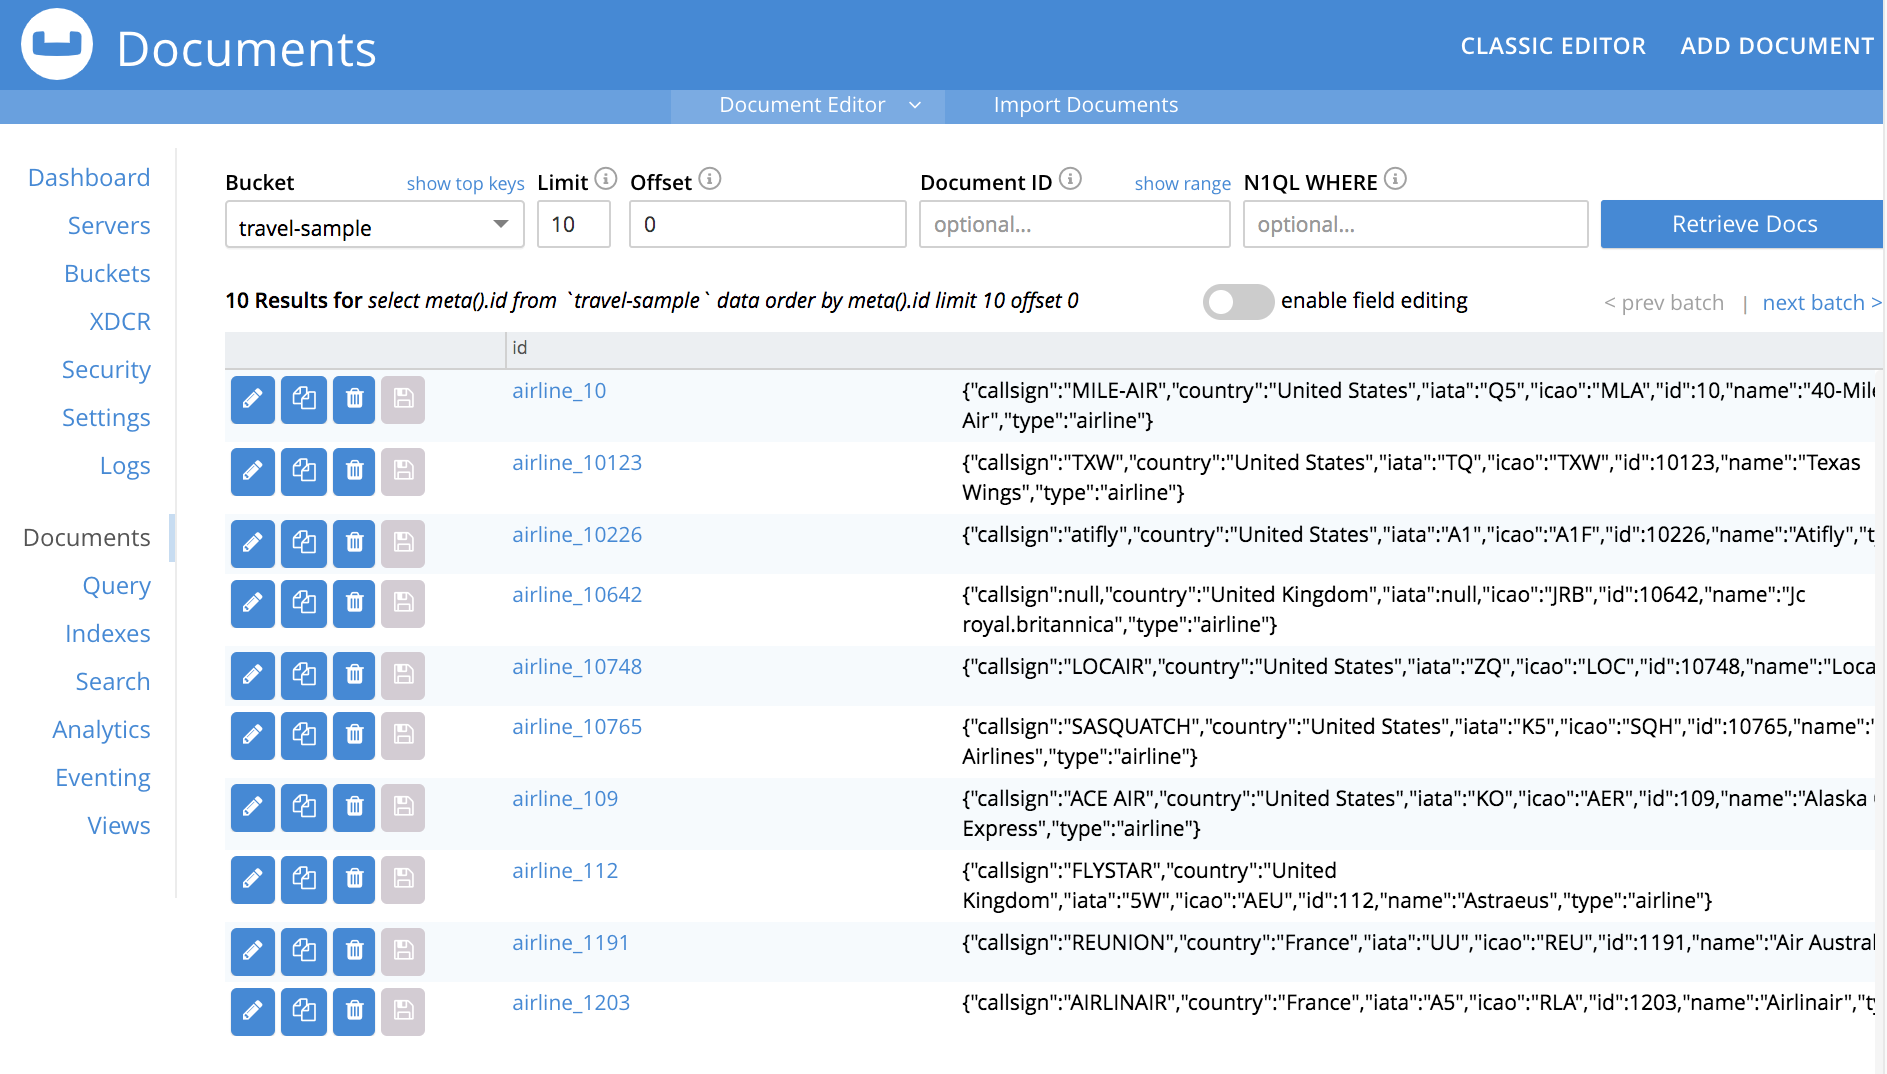 Documents
CLASSIC EDITOR ADD DOCUMENT
Document Editor Import Documents
Dashboard
Servers
Buckets
XDCR
Security
Settings
Logs
Documents
Query
Indexes
Search
Analytics
Eventing
Views
Bucket show top keys Limit Offset Document ID show range N1QL WHERE
travel-sample 10 0 optional... optional... Retrieve Docs
10 Results for select meta().id from `travel-sample` data order by meta().id limit 10 offset 0 enable field editing < prev batch | next batch >
id
airline_10 {"callsign":"MILE-AIR","country":"United States","iata":"Q5","icao":"MLA","id":10,"name":"40-Mile
Air","type":"airline"}
airline_10123 {"callsign":"TXW","country":"United States","iata":"TQ","icao":"TXW","id":10123,"name":"Texas
Wings","type":"airline"}
airline_10226 {"callsign":"atifly","country":"United States","iata":"A1","icao":"A1F","id":10226,"name":"Atifly","t
airline_10642 {"callsign":null,"country":"United Kingdom","iata":null,"icao":"JRB","id":10642,"name":"Jc
royal.britannica","type":"airline"}
airline_10748 {"callsign":"LOCAIR","country":"United States","iata":"ZQ","icao":"LOC","id":10748,"name":"Loca
airline_10765 {"callsign":"SASQUATCH","country":"United States","iata":"K5","icao":"SQH","id":10765,"name":"
Airlines","type":"airline"}
airline_109 {"callsign":"ACE AIR","country":"United States","iata":"KO","icao":"AER","id":109,"name":"Alaska
Express","type":"airline"}
airline_112 {"callsign":"FLYSTAR","country":"United
Kingdom","iata":"5W","icao":"AEU","id":112,"name":"Astraeus","type":"airline"}
airline_1191 {"callsign":"REUNION","country":"France","iata":"UU","icao":"REU","id":1191,"name":"Air Austral
airline_1203 {"callsign":"AIRLINAIR","country":"France","iata":"A5","icao":"RLA","id":1203,"name":"Airlinair","ty